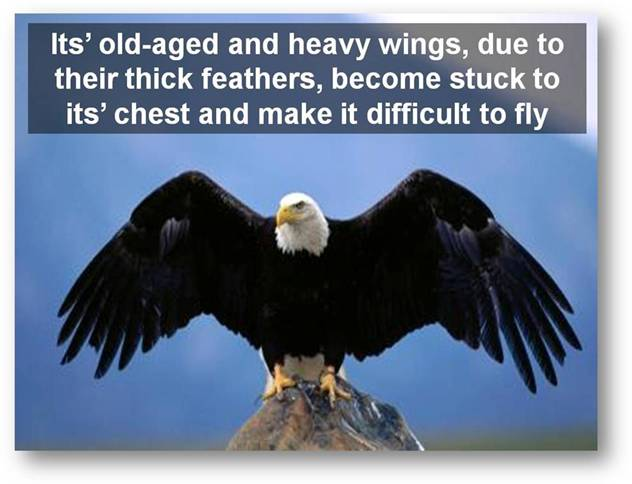 Its’ old-aged and heavy wings, due to
their thick feathers, become stuck to
its’ chest and make it difficult to fly